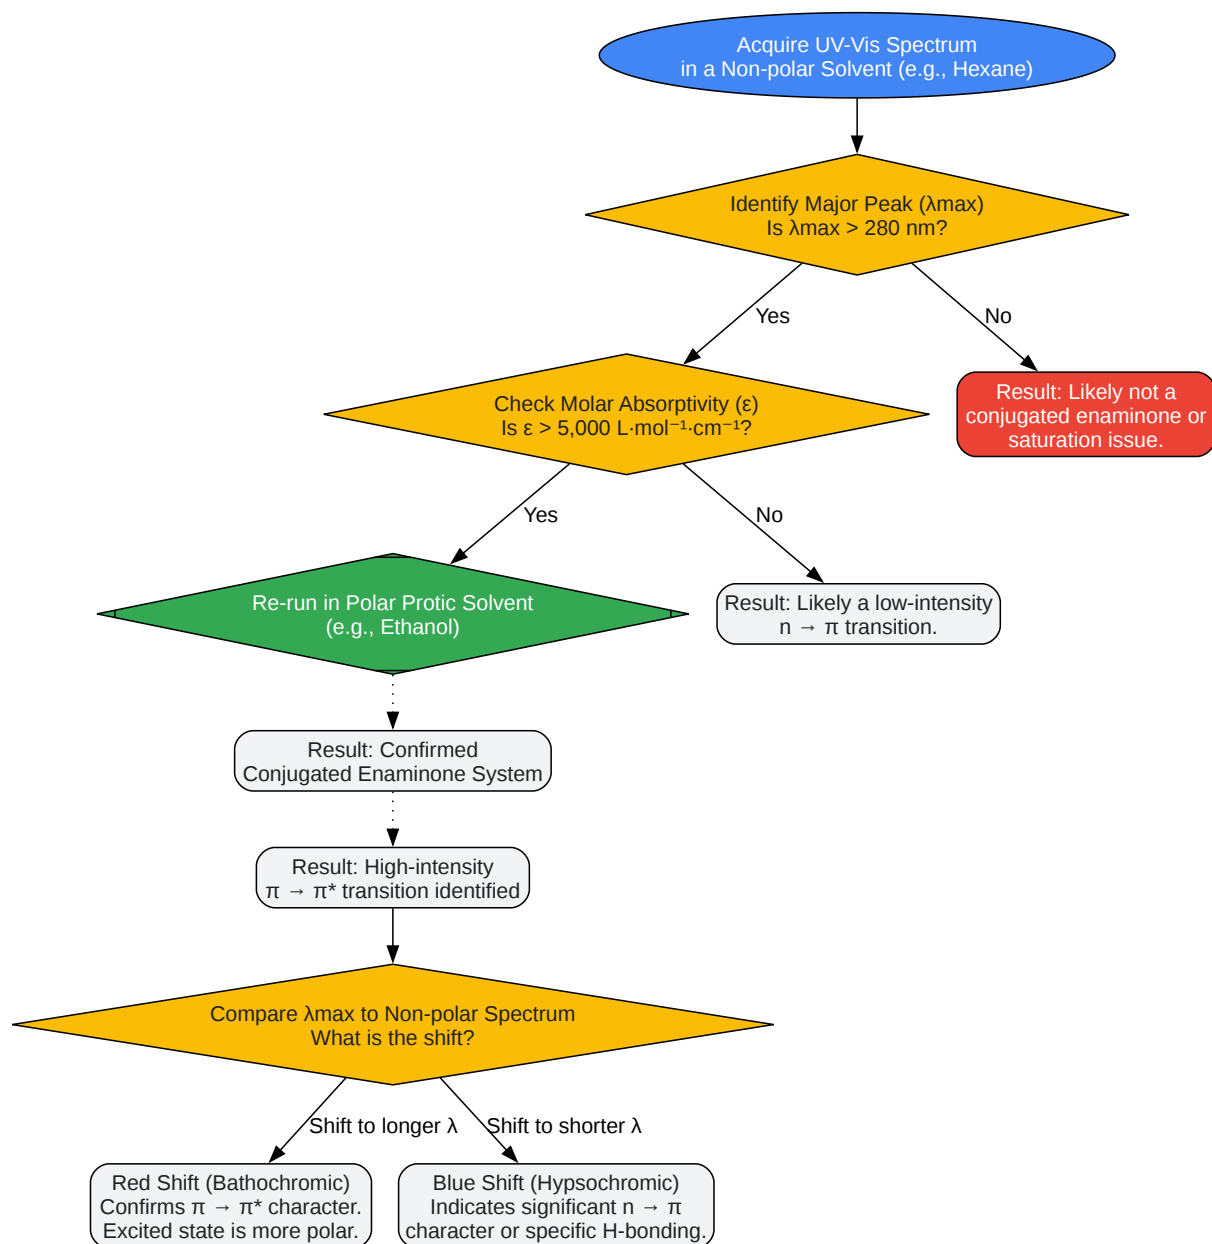 Acquire UV-Vis Spectrum
in a Non-polar Solvent (e.g., Hexane)
Identify Major Peak (λmax)
Is λmax > 280 nm?
Yes
No
Check Molar Absorptivity (ε)
Is ε > 5,000 L·mol⁻¹·cm⁻¹?
Result: Likely not a
conjugated enaminone or
saturation issue.
Yes
No
Re-run in Polar Protic Solvent
(e.g., Ethanol)
Result: Likely a low-intensity
n → π transition.
Result: Confirmed
Conjugated Enaminone System
Result: High-intensity
π → π* transition identified
Compare λmax to Non-polar Spectrum
What is the shift?
Shift to longer λ
Shift to shorter λ
Red Shift (Bathochromic)
Confirms π → π* character.
Excited state is more polar.
Blue Shift (Hypsochromic)
Indicates significant n → π
character or specific H-bonding.